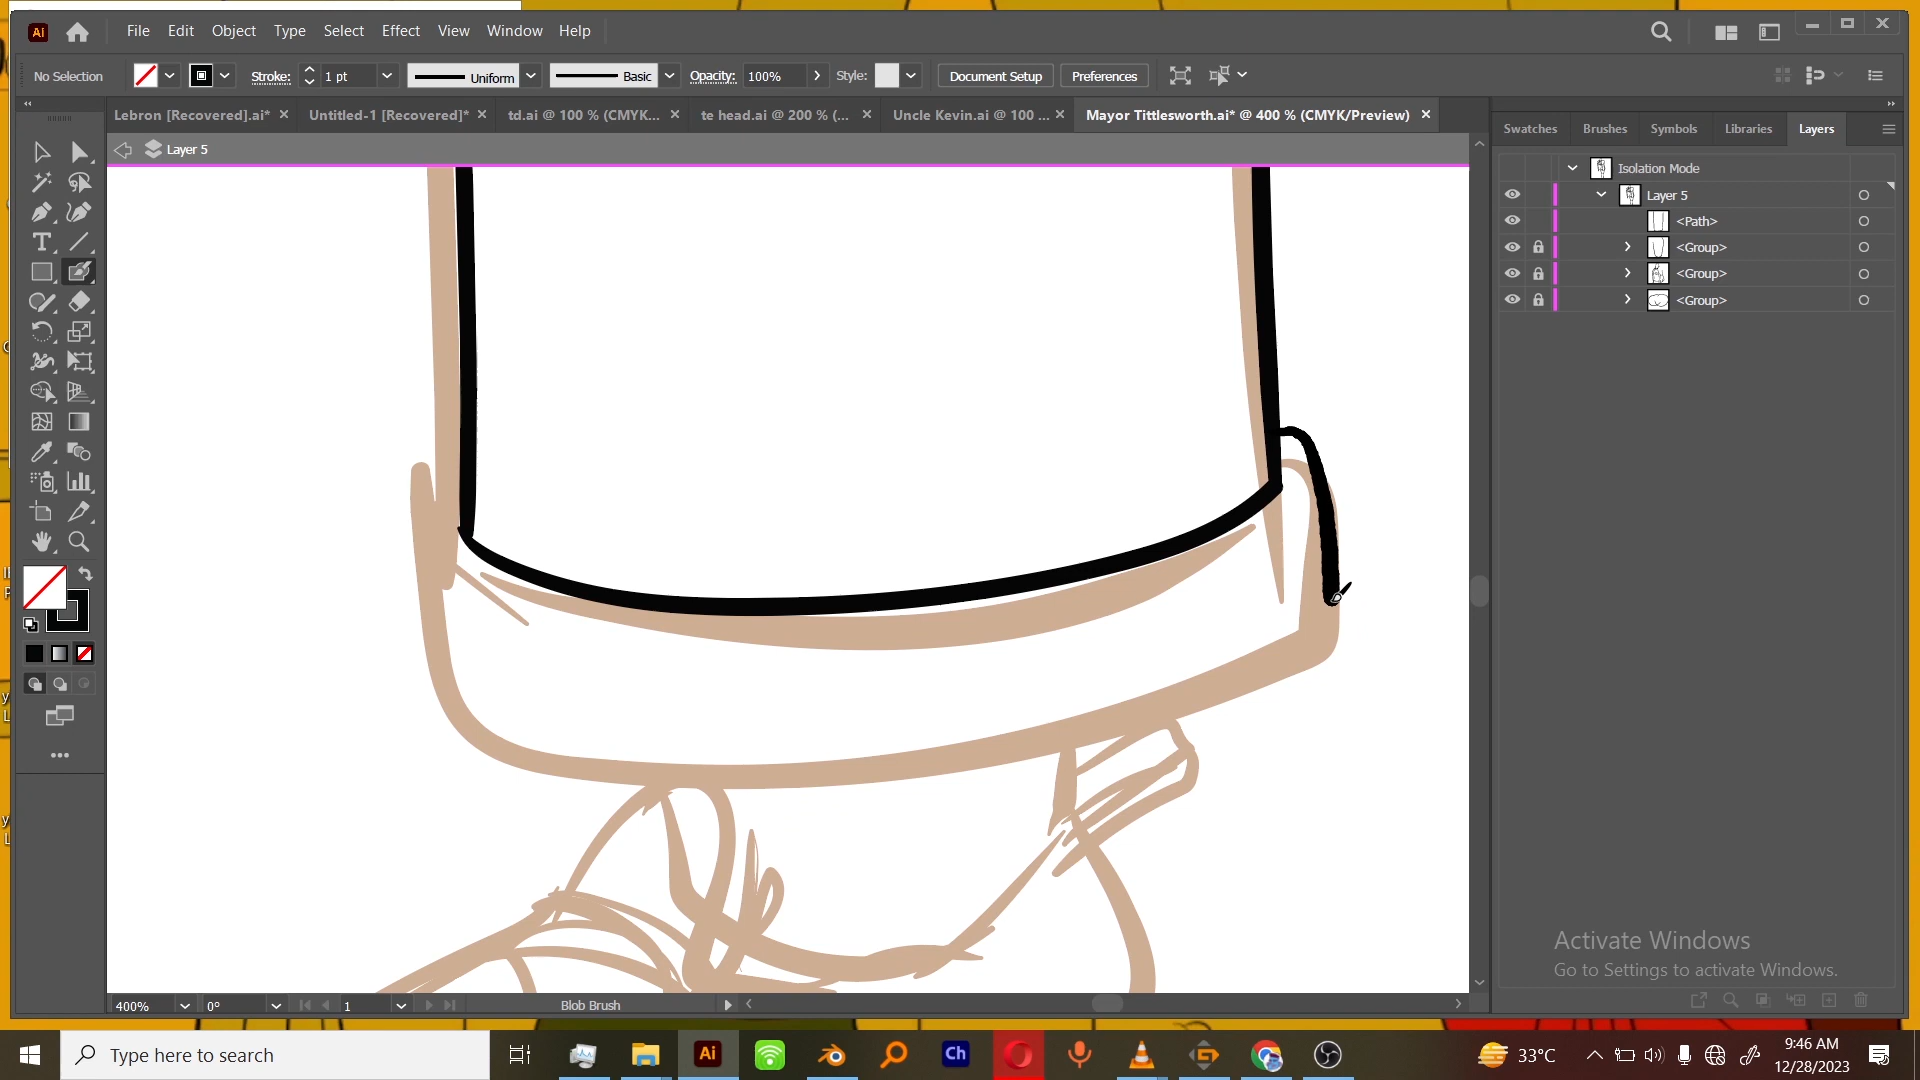 Ai File Edit Object Type Select Effect View Window Help
No Selection Stroke: 1 pt Uniform Basic Opacity: 100% Style: Document Setup Preferences
Lebron [Recovered].ai* Untitled-1 [Recovered]* td.ai @ 100 % (CMYK... te head.ai @ 200 % (... Uncle Kevin.ai @ 100 ... Mayor Tittlesworth.ai* @ 400 % (CMYK/Preview)
Layer 5
Swatches Brushes Symbols Libraries Layers
Isolation Mode
Layer 5
<Path>
<Group>
<Group>
<Group>
Activate Windows
Go to Settings to activate Windows.
400% 0° 1 Blob Brush
Type here to search
Ai
Ch
33°C
9:46 AM
12/28/2023